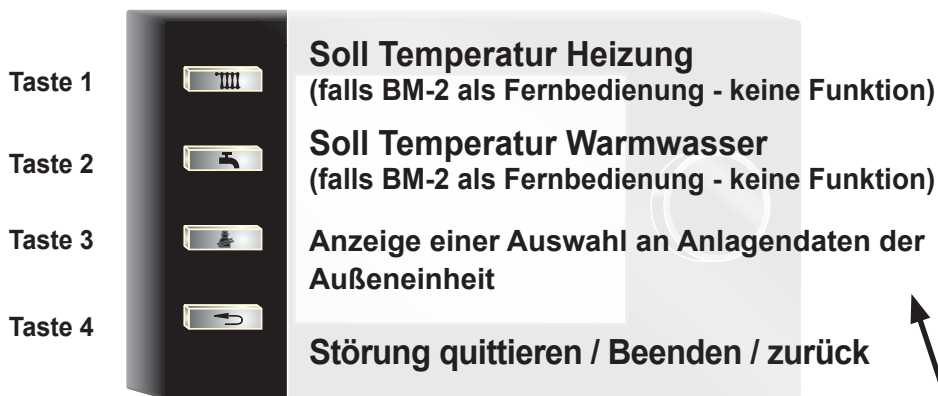 Taste 1
Soll Temperatur Heizung
(falls BM-2 als Fernbedienung - keine Funktion)
Taste 2
Soll Temperatur Warmwasser
(falls BM-2 als Fernbedienung - keine Funktion)
Taste 3
Anzeige einer Auswahl an Anlagendaten der
Außeneinheit
Taste 4
Störung quittieren / Beenden / zurück